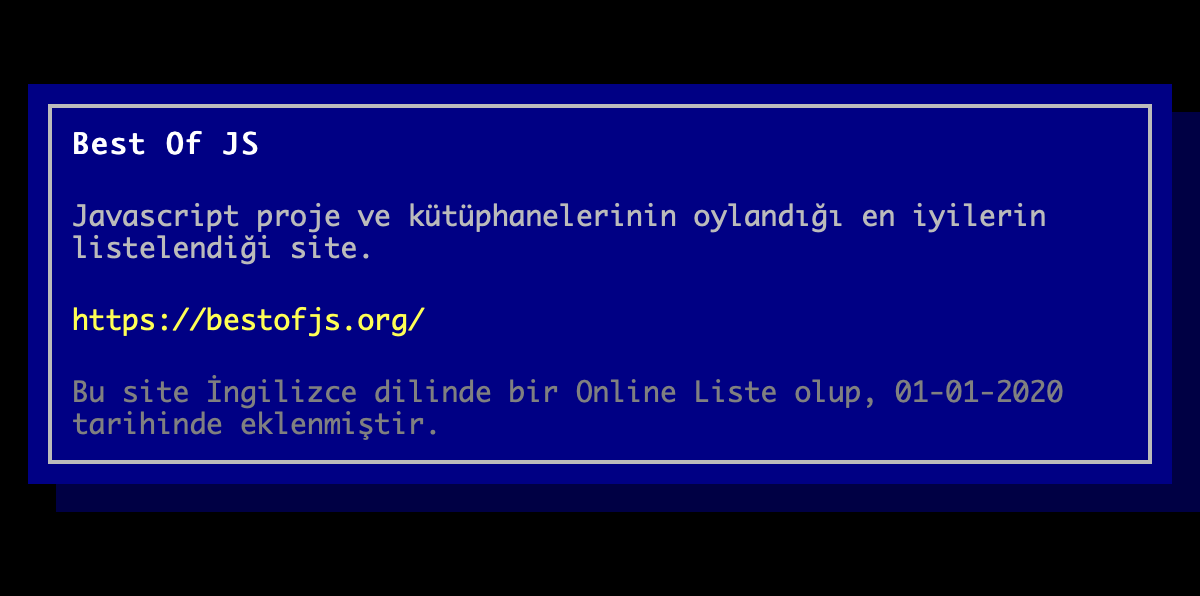 Best Of JS
Javascript proje ve kütüphanelerinin oylandığı en iyilerin
listelendiği site.
https://bestofjs.org/
Bu site İngilizce dilinde bir Online Liste olup, 01-01-2020
tarihinde eklenmiştir.